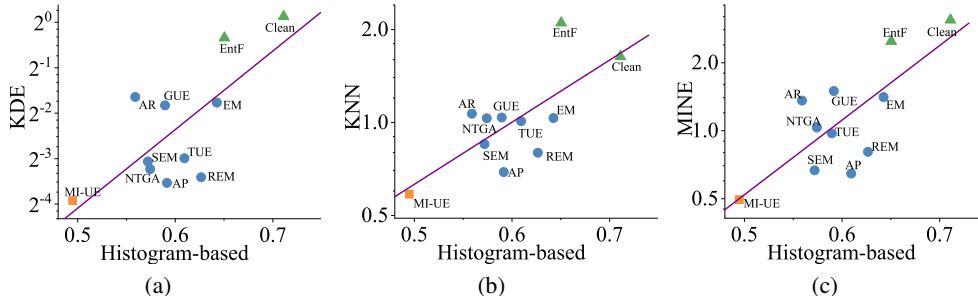 2⁰
2⁻¹
2⁻²
2⁻³
2⁻⁴
KDE
Clean
EntF
AR
GUE
EM
SEM
TUE
NTGA
AP
REM
MI-UE
0.5 0.6 0.7
Histogram-based
(a)
2.0
1.0
0.5
KNN
EntF
Clean
AR
GUE
EM
NTGA
TUE
SEM
REM
AP
MI-UE
0.5 0.6 0.7
Histogram-based
(b)
2.0
1.0
0.5
MINE
EntF
Clean
AR
GUE
EM
NTGA
TUE
REM
SEM
AP
MI-UE
0.5 0.6 0.7
Histogram-based
(c)